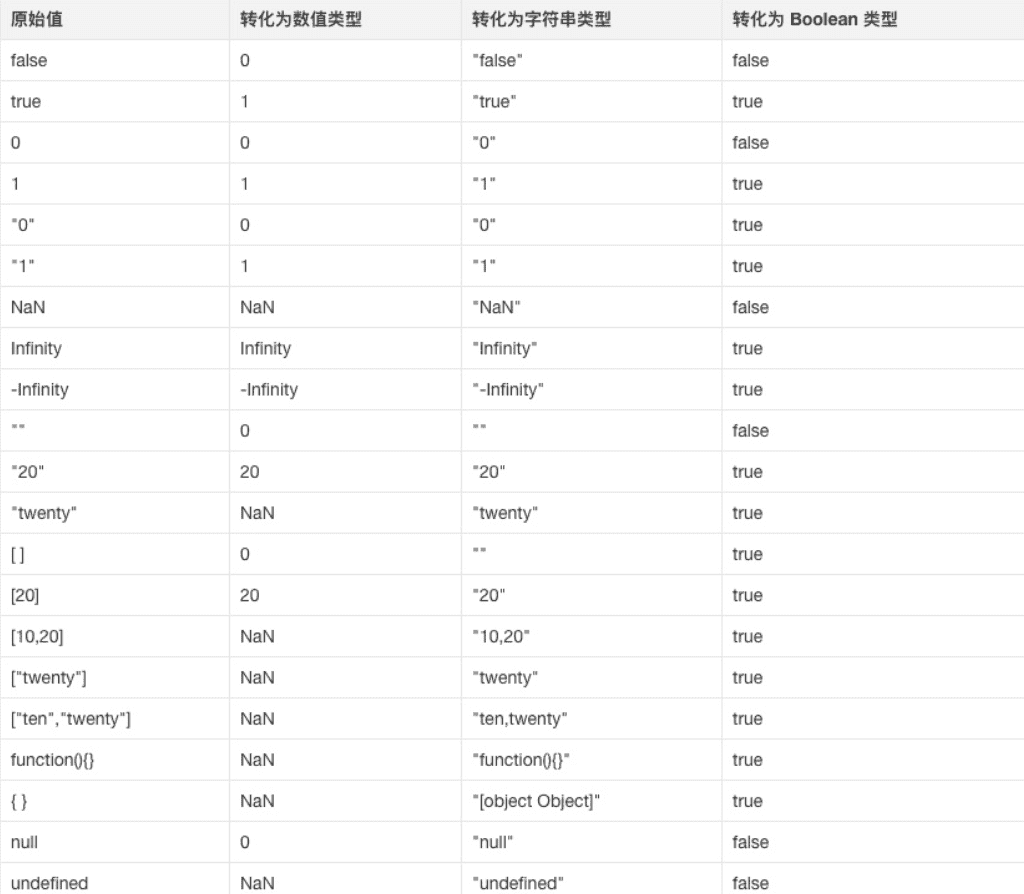 原始值 转化为数值类型 转化为字符串类型 转化为 Boolean 类型
false 0 "false" false
true 1 "true" true
0 0 "0" false
1 1 "1" true
"0" 0 "0" true
"1" 1 "1" true
NaN NaN "NaN" false
Infinity Infinity "Infinity" true
-Infinity -Infinity "-Infinity" true
"" 0 "" false
"20" 20 "20" true
"twenty" NaN "twenty" true
[ ] 0 "" true
[20] 20 "20" true
[10,20] NaN "10,20" true
["twenty"] NaN "twenty" true
["ten","twenty"] NaN "ten,twenty" true
function(){} NaN "function(){}" true
{ } NaN "[object Object]" true
null 0 "null" false
undefined NaN "undefined" false